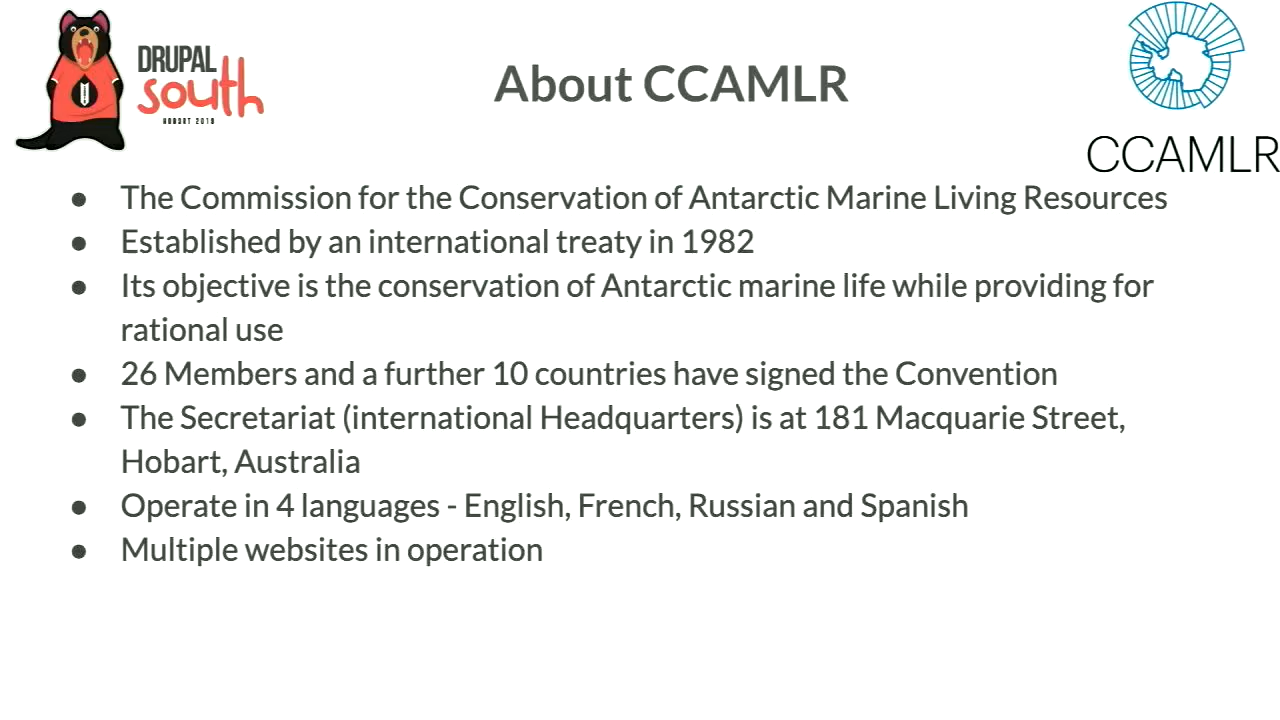 DRUPAL
south
HOBART 2019
About CCAMLR
CCAMLR
● The Commission for the Conservation of Antarctic Marine Living Resources
● Established by an international treaty in 1982
● Its objective is the conservation of Antarctic marine life while providing for
rational use
● 26 Members and a further 10 countries have signed the Convention
● The Secretariat (international Headquarters) is at 181 Macquarie Street,
Hobart, Australia
● Operate in 4 languages - English, French, Russian and Spanish
● Multiple websites in operation